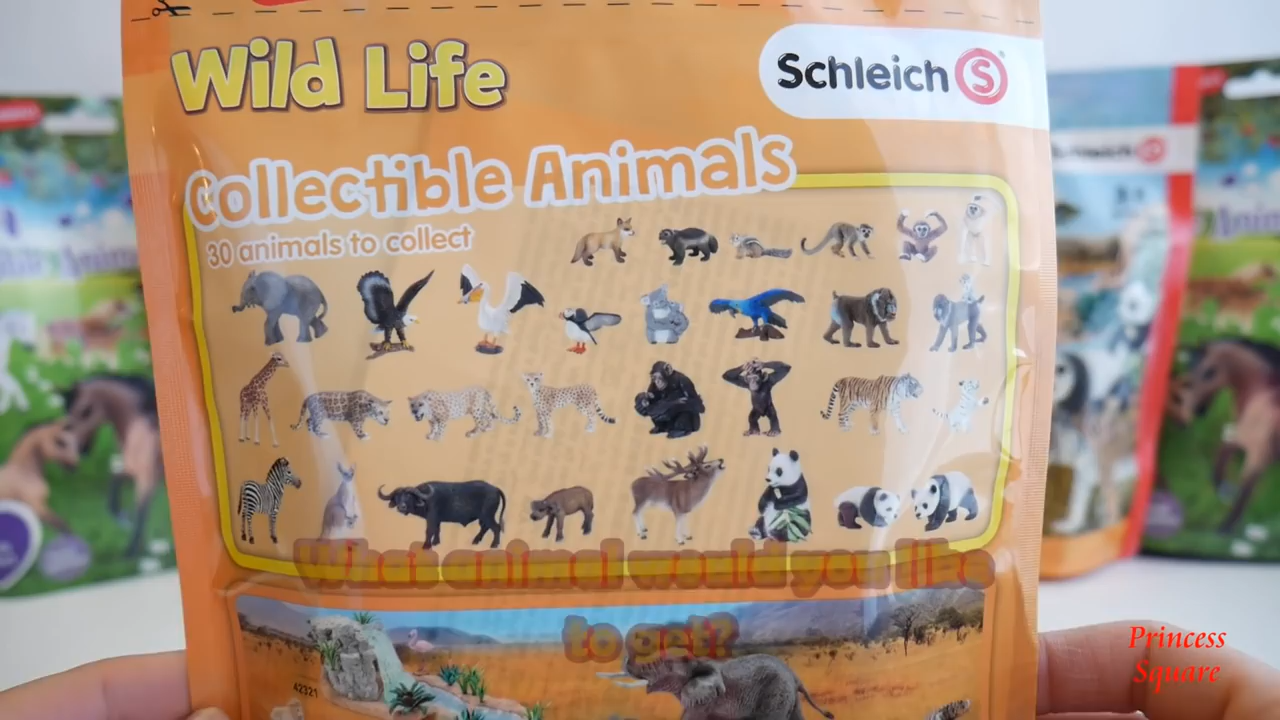 Wild Life
Schleich S
Collectible Animals
30 animals to collect
What animal would you like
to get?
42321
Princess
Square